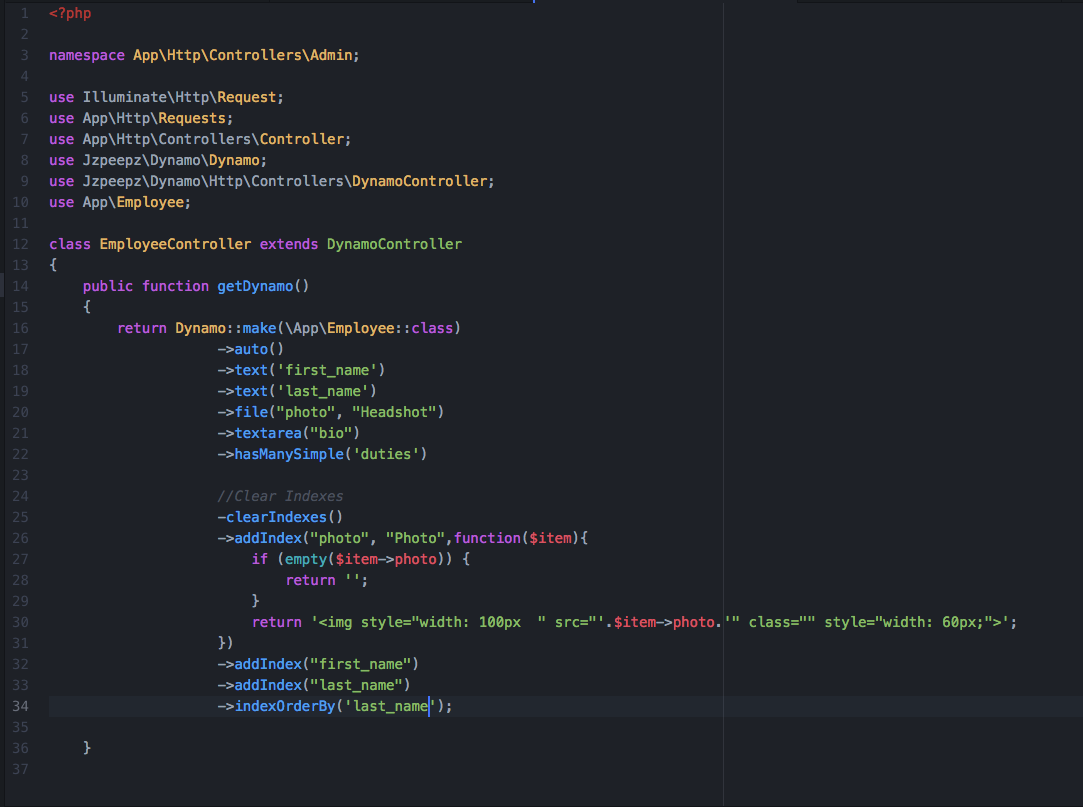 1 <?php
2
3 namespace App\Http\Controllers\Admin;
4
5 use Illuminate\Http\Request;
6 use App\Http\Requests;
7 use App\Http\Controllers\Controller;
8 use Jzpeepz\Dynamo\Dynamo;
9 use Jzpeepz\Dynamo\Http\Controllers\DynamoController;
10 use App\Employee;
11
12 class EmployeeController extends DynamoController
13 {
14     public function getDynamo()
15     {
16         return Dynamo::make(\App\Employee::class)
17                     ->auto()
18                     ->text('first_name')
19                     ->text('last_name')
20                     ->file("photo", "Headshot")
21                     ->textarea("bio")
22                     ->hasManySimple('duties')
23
24                     //Clear Indexes
25                     -clearIndexes()
26                     ->addIndex("photo", "Photo",function($item){
27                         if (empty($item->photo)) {
28                             return '';
29                         }
30                         return '<img style="width: 100px  " src="'.$item->photo.'" class="" style="width: 60px;">';
31                     })
32                     ->addIndex("first_name")
33                     ->addIndex("last_name")
34                     ->indexOrderBy('last_name');
35
36     }
37